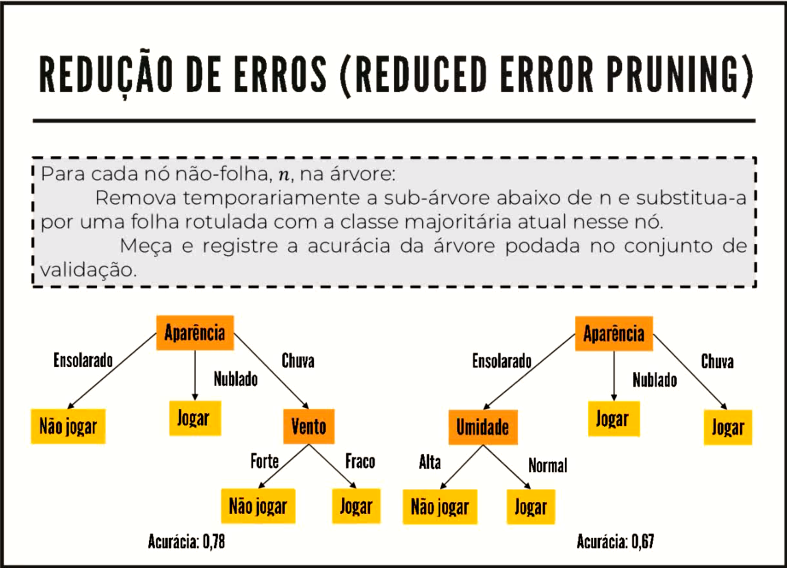 REDUÇÃO DE ERROS (REDUCED ERROR PRUNING)
Para cada nó não-folha, n, na árvore:
Remova temporariamente a sub-árvore abaixo de n e substitua-a
por uma folha rotulada com a classe majoritária atual nesse nó.
Meça e registre a acurácia da árvore podada no conjunto de
validação.
Aparência
Ensolarado
Nublado
Chuva
Não jogar
Jogar
Vento
Forte
Fraco
Não jogar
Jogar
Acurácia: 0,78
Aparência
Ensolarado
Nublado
Chuva
Umidade
Jogar
Jogar
Alta
Normal
Não jogar
Jogar
Acurácia: 0,67